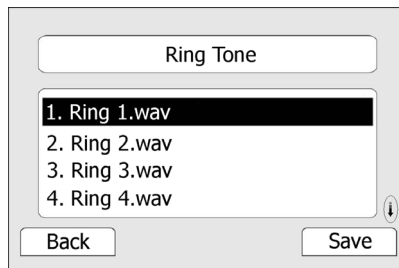 Ring Tone
1. Ring 1.wav
2. Ring 2.wav
3. Ring 3.wav
4. Ring 4.wav
Back
Save